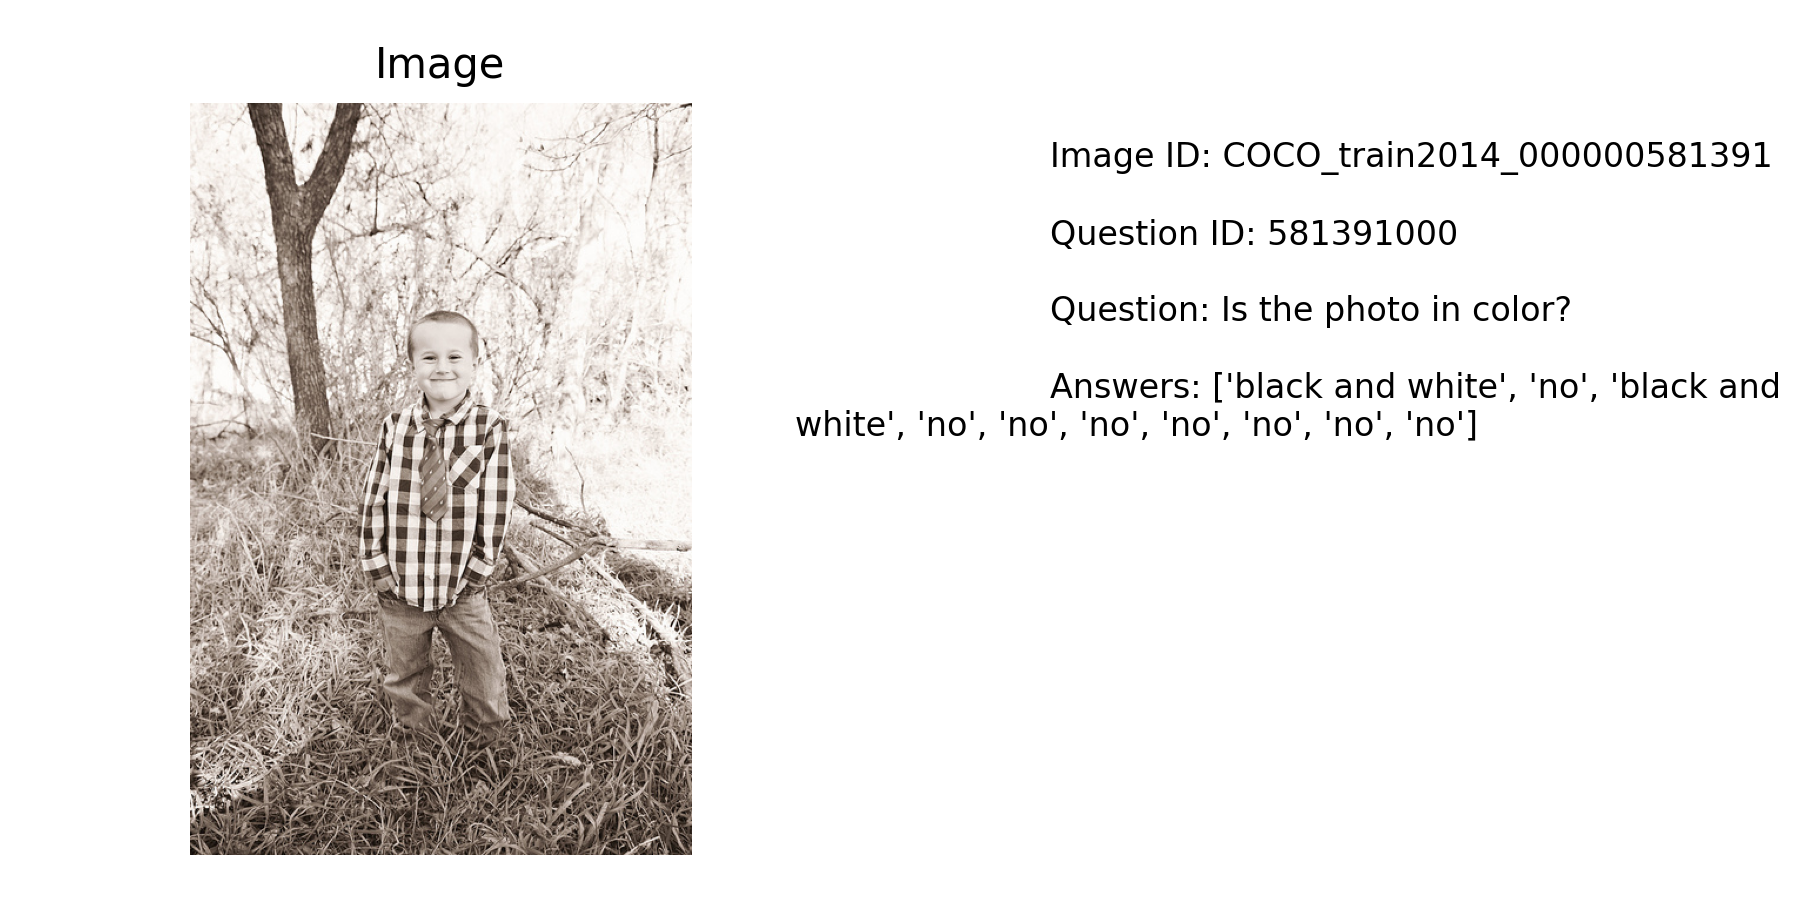 Image
Image ID: COCO_train2014_000000581391
Question ID: 581391000
Question: Is the photo in color?
Answers: ['black and white', 'no', 'black and
white', 'no', 'no', 'no', 'no', 'no', 'no', 'no']